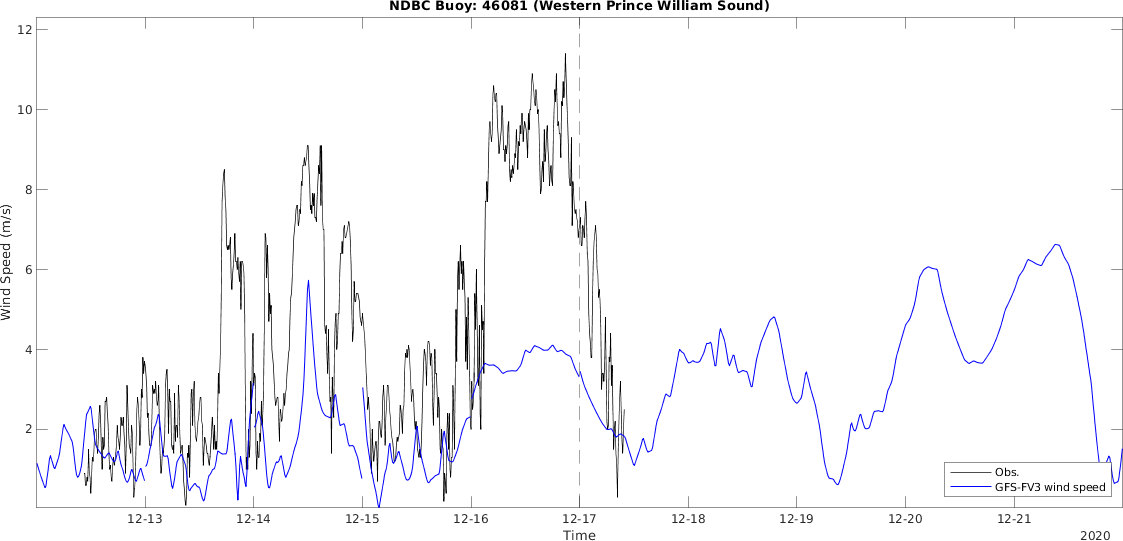 NDBC Buoy: 46081 (Western Prince William Sound)
12
10
8
6
4
2
Wind Speed (m/s)
Obs.
GFS-FV3 wind speed
12-13 12-14 12-15 12-16 12-17 12-18 12-19 12-20 12-21
Time
2020